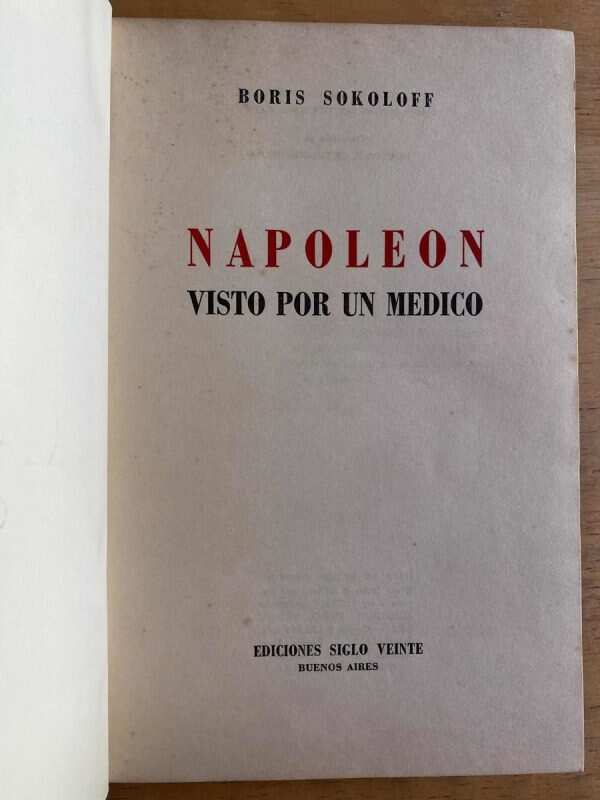 BORIS SOKOLOFF
NAPOLEON
VISTO POR UN MEDICO
EDICIONES SIGLO VEINTE
BUENOS AIRES